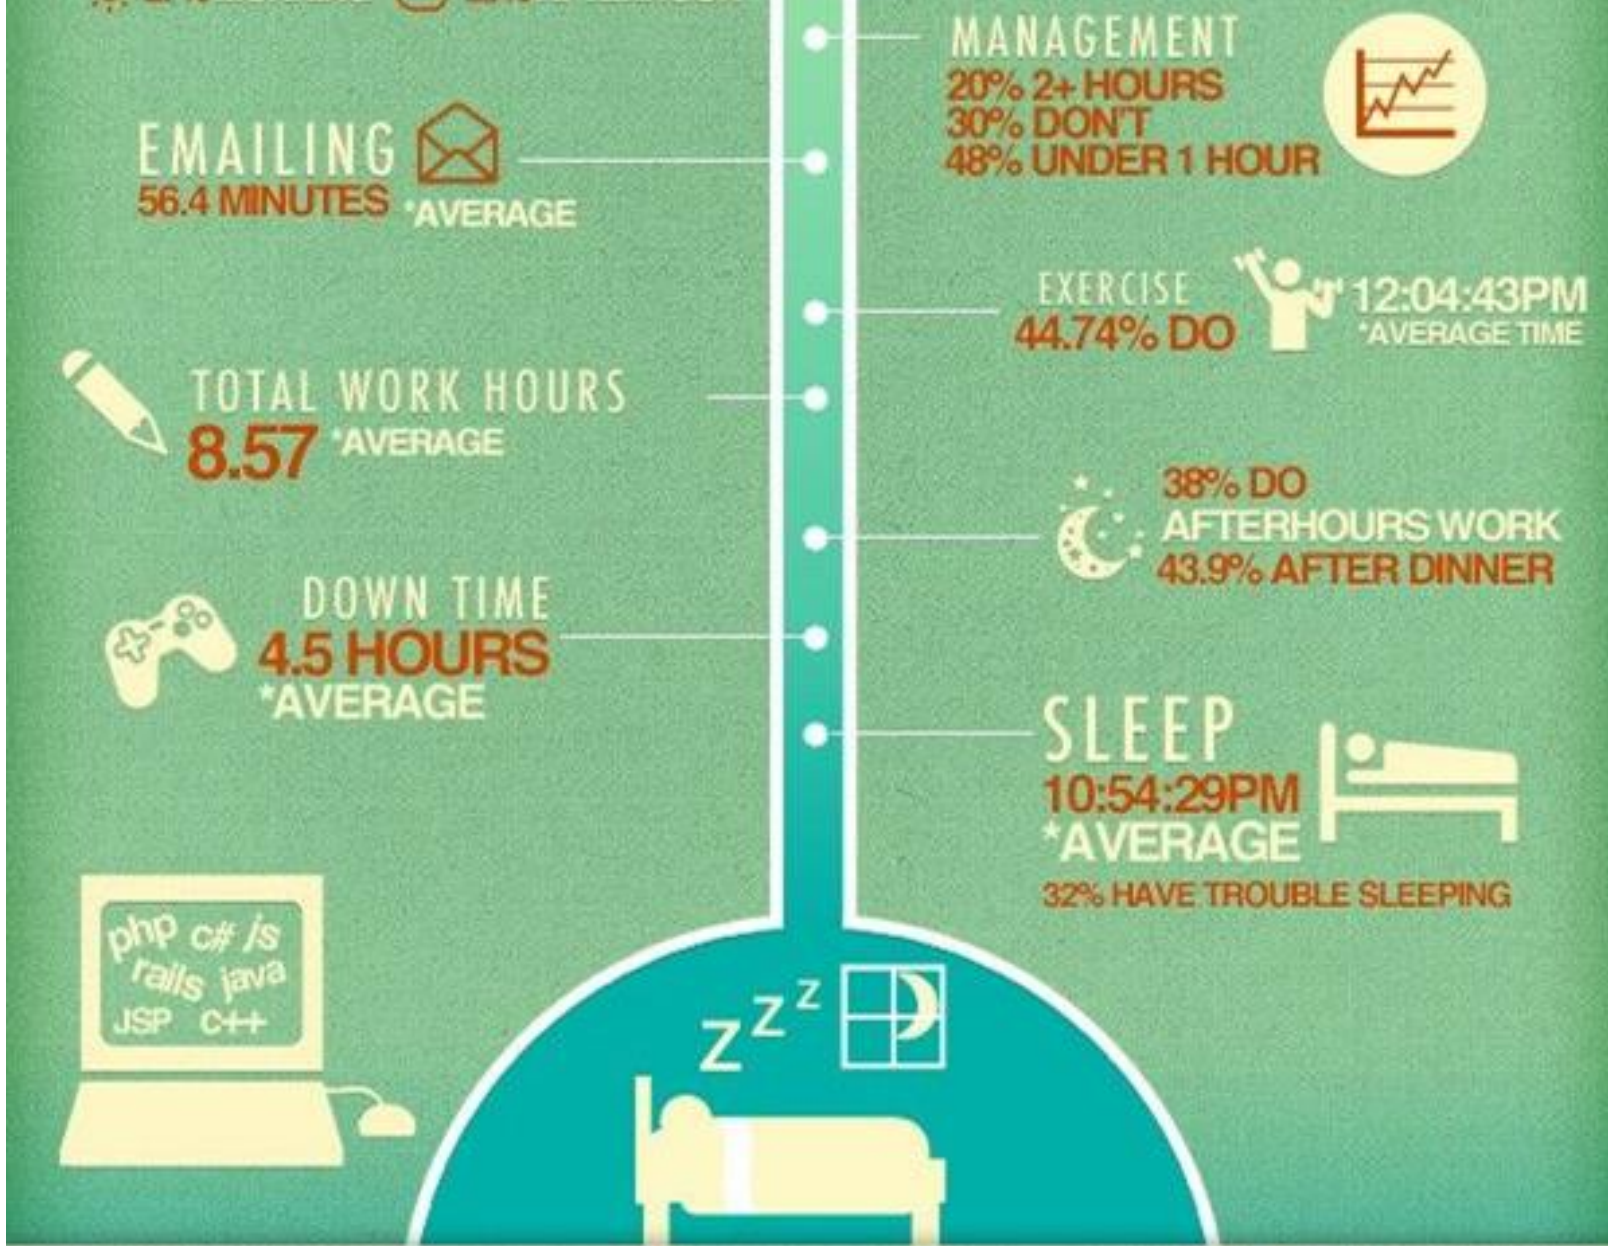 MANAGEMENT
20% 2+ HOURS
30% DON'T
48% UNDER 1 HOUR
EMAILING
56.4 MINUTES *AVERAGE
EXERCISE
44.74% DO
12:04:43PM
*AVERAGE TIME
TOTAL WORK HOURS
8.57 *AVERAGE
38% DO
AFTERHOURS WORK
43.9% AFTER DINNER
DOWN TIME
4.5 HOURS
*AVERAGE
SLEEP
10:54:29PM
*AVERAGE
32% HAVE TROUBLE SLEEPING
php c# js
rails java
JSP C++
z z z